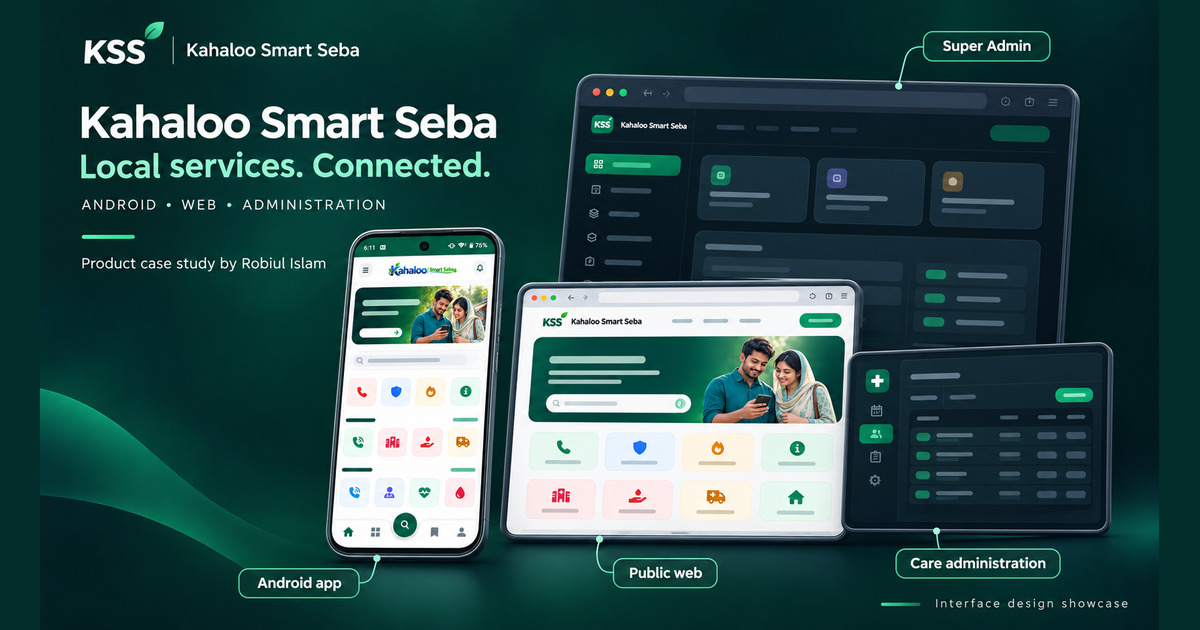 KSS
Kahaloo Smart Seba
Kahaloo Smart Seba
Local services. Connected.
ANDROID • WEB • ADMINISTRATION
Product case study by Robiul Islam
Super Admin
KSS
Kahaloo Smart Seba
6:11
75%
Kahaloo Smart Seba
KSS
Kahaloo Smart Seba
Android app
Public web
Care administration
Interface design showcase